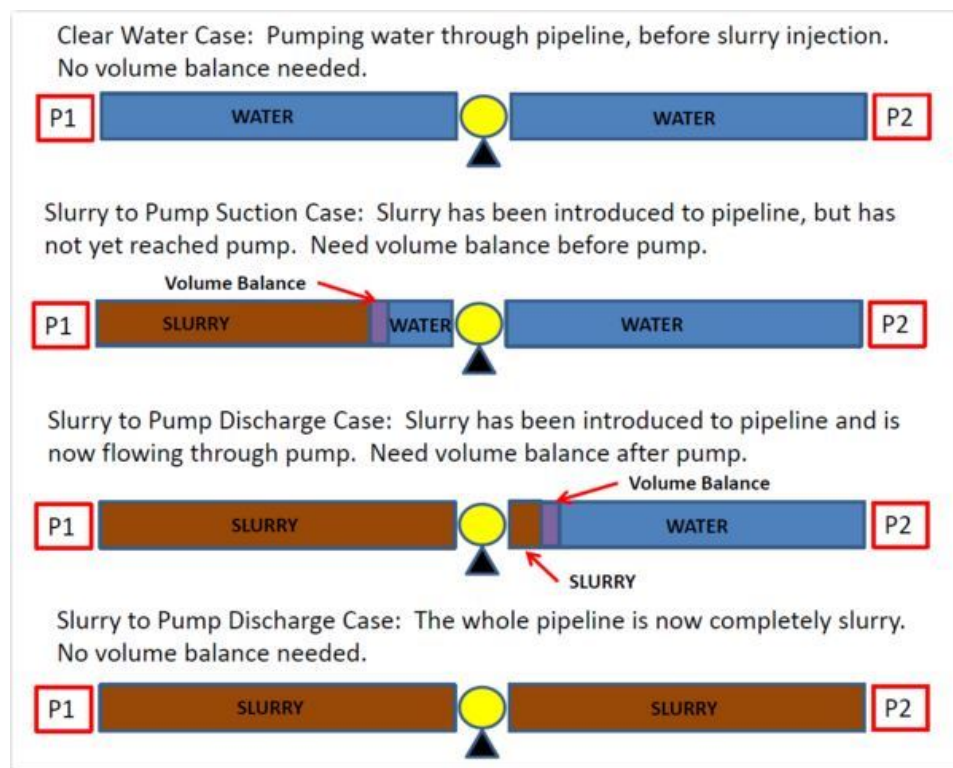 Clear Water Case: Pumping water through pipeline, before slurry injection.
No volume balance needed.
P1
WATER
WATER
P2
Slurry to Pump Suction Case: Slurry has been introduced to pipeline, but has
not yet reached pump. Need volume balance before pump.
Volume Balance
P1
SLURRY
WATER
WATER
P2
Slurry to Pump Discharge Case: Slurry has been introduced to pipeline and is
now flowing through pump. Need volume balance after pump.
Volume Balance
P1
SLURRY
WATER
P2
SLURRY
Slurry to Pump Discharge Case: The whole pipeline is now completely slurry.
No volume balance needed.
P1
SLURRY
SLURRY
P2